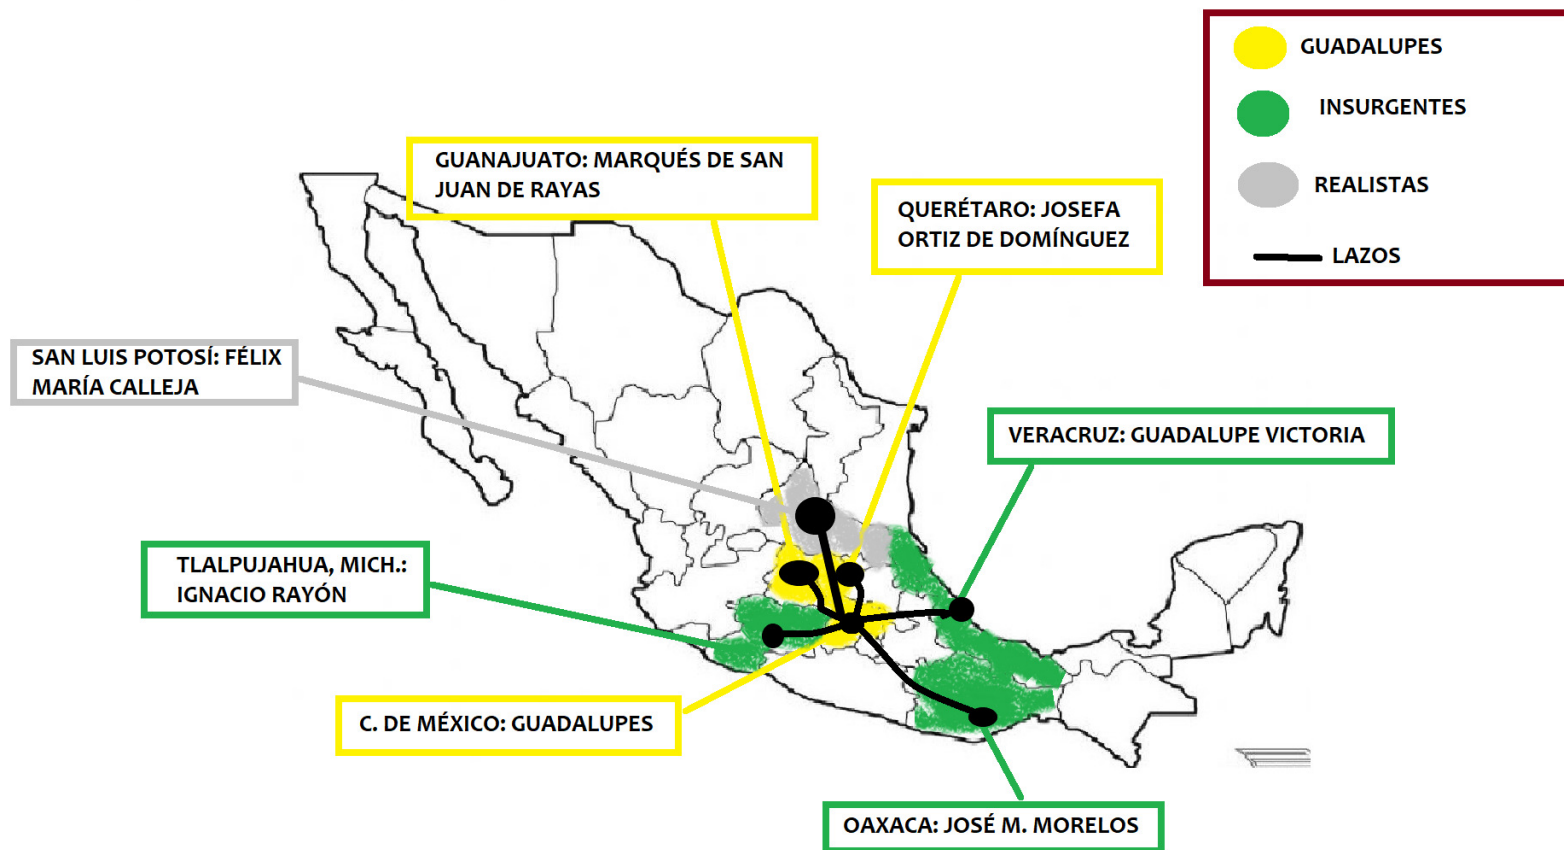 GUADALUPES
INSURGENTES
REALISTAS
LAZOS
GUANAJUATO: MARQUÉS DE SAN
JUAN DE RAYAS
QUERÉTARO: JOSEFA
ORTIZ DE DOMÍNGUEZ
SAN LUIS POTOSÍ: FÉLIX
MARÍA CALLEJA
VERACRUZ: GUADALUPE VICTORIA
TLALPUJAHUA, MICH.:
IGNACIO RAYÓN
C. DE MÉXICO: GUADALUPES
OAXACA: JOSÉ M. MORELOS